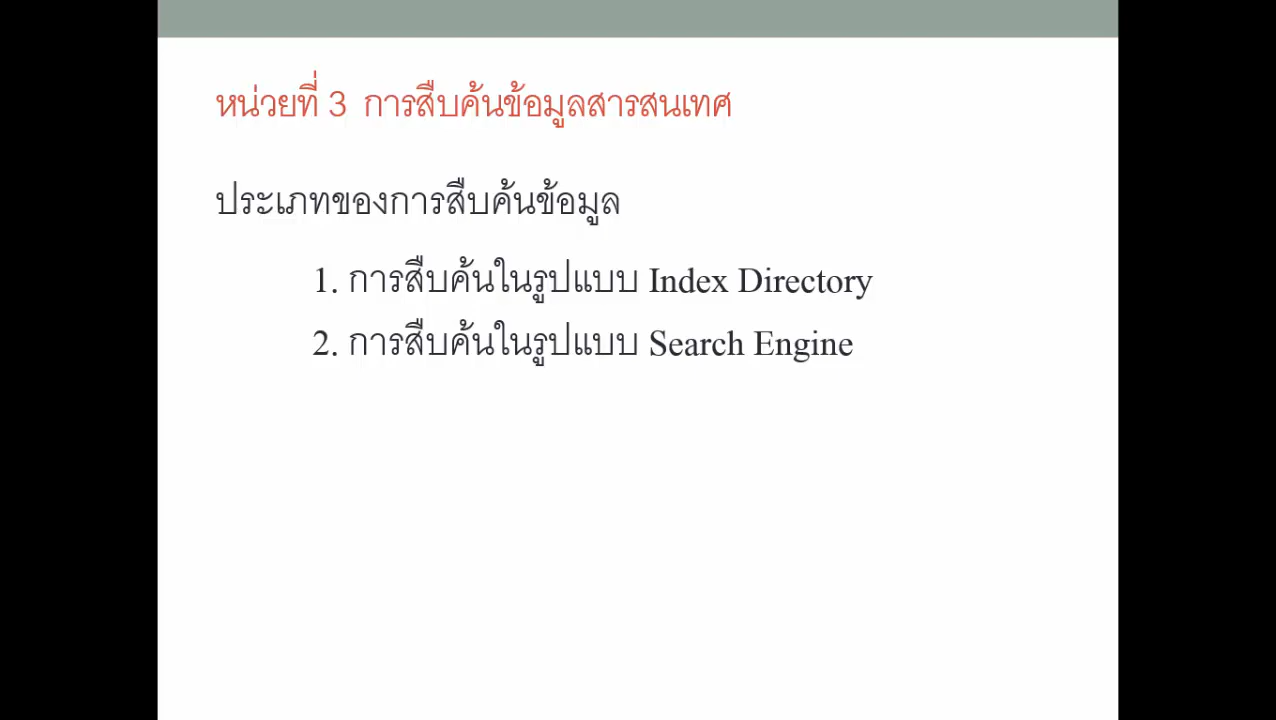 หน่วยที่ 3 การสืบค้นข้อมูลสารสนเทศ
ประเภทของการสืบค้นข้อมูล
1. การสืบค้นในรูปแบบ Index Directory
2. การสืบค้นในรูปแบบ Search Engine